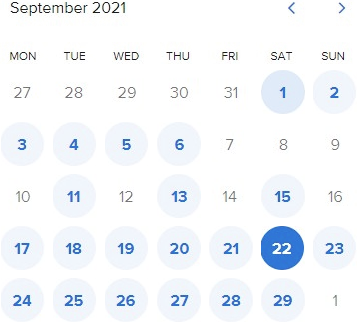 September 2021
MON TUE WED THU FRI SAT SUN
27 28 29 30 31 1 2
3 4 5 6 7 8 9
10 11 12 13 14 15 16
17 18 19 20 21 22 23
24 25 26 27 28 29 1